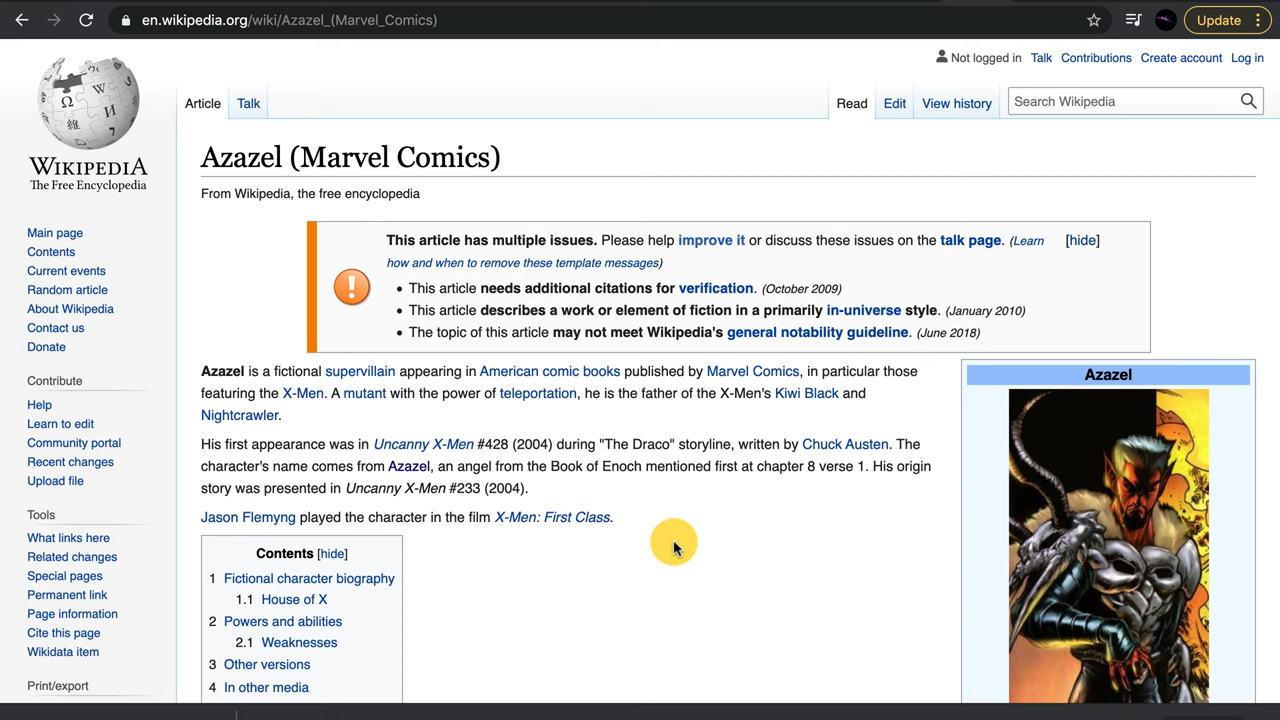 en.wikipedia.org/wiki/Azazel_(Marvel_Comics)
Update
Not logged in Talk Contributions Create account Log in
Article Talk Read Edit View history Search Wikipedia
WIKIPEDIA
The Free Encyclopedia
Main page
Contents
Current events
Random article
About Wikipedia
Contact us
Donate
Contribute
Help
Learn to edit
Community portal
Recent changes
Upload file
Tools
What links here
Related changes
Special pages
Permanent link
Page information
Cite this page
Wikidata item
Print/export
Azazel (Marvel Comics)
From Wikipedia, the free encyclopedia
This article has multiple issues. Please help improve it or discuss these issues on the talk page. (Learn [hide]
how and when to remove these template messages)
• This article needs additional citations for verification. (October 2009)
• This article describes a work or element of fiction in a primarily in-universe style. (January 2010)
• The topic of this article may not meet Wikipedia's general notability guideline. (June 2018)
Azazel is a fictional supervillain appearing in American comic books published by Marvel Comics, in particular those
featuring the X-Men. A mutant with the power of teleportation, he is the father of the X-Men's Kiwi Black and
Nightcrawler.
His first appearance was in Uncanny X-Men #428 (2004) during "The Draco" storyline, written by Chuck Austen. The
character's name comes from Azazel, an angel from the Book of Enoch mentioned first at chapter 8 verse 1. His origin
story was presented in Uncanny X-Men #233 (2004).
Jason Flemyng played the character in the film X-Men: First Class.
Contents [hide]
1 Fictional character biography
1.1 House of X
2 Powers and abilities
2.1 Weaknesses
3 Other versions
4 In other media
Azazel